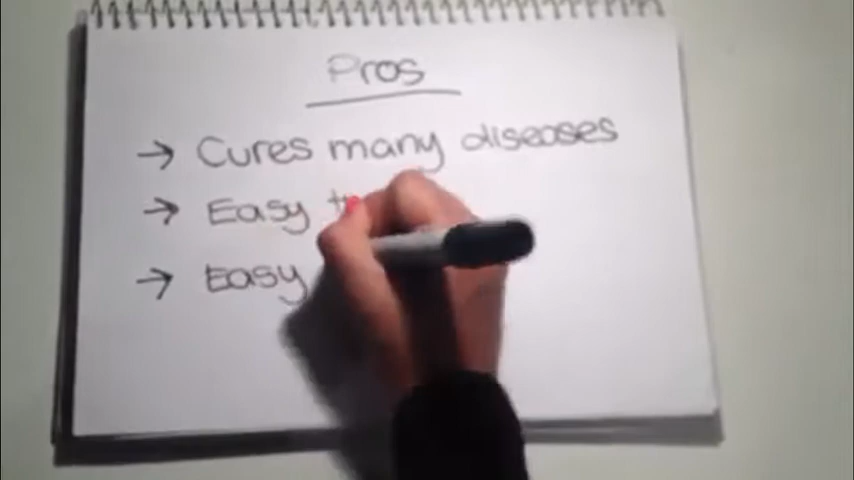 Pros
→ Cures many diseases
→ Easy
→ Easy